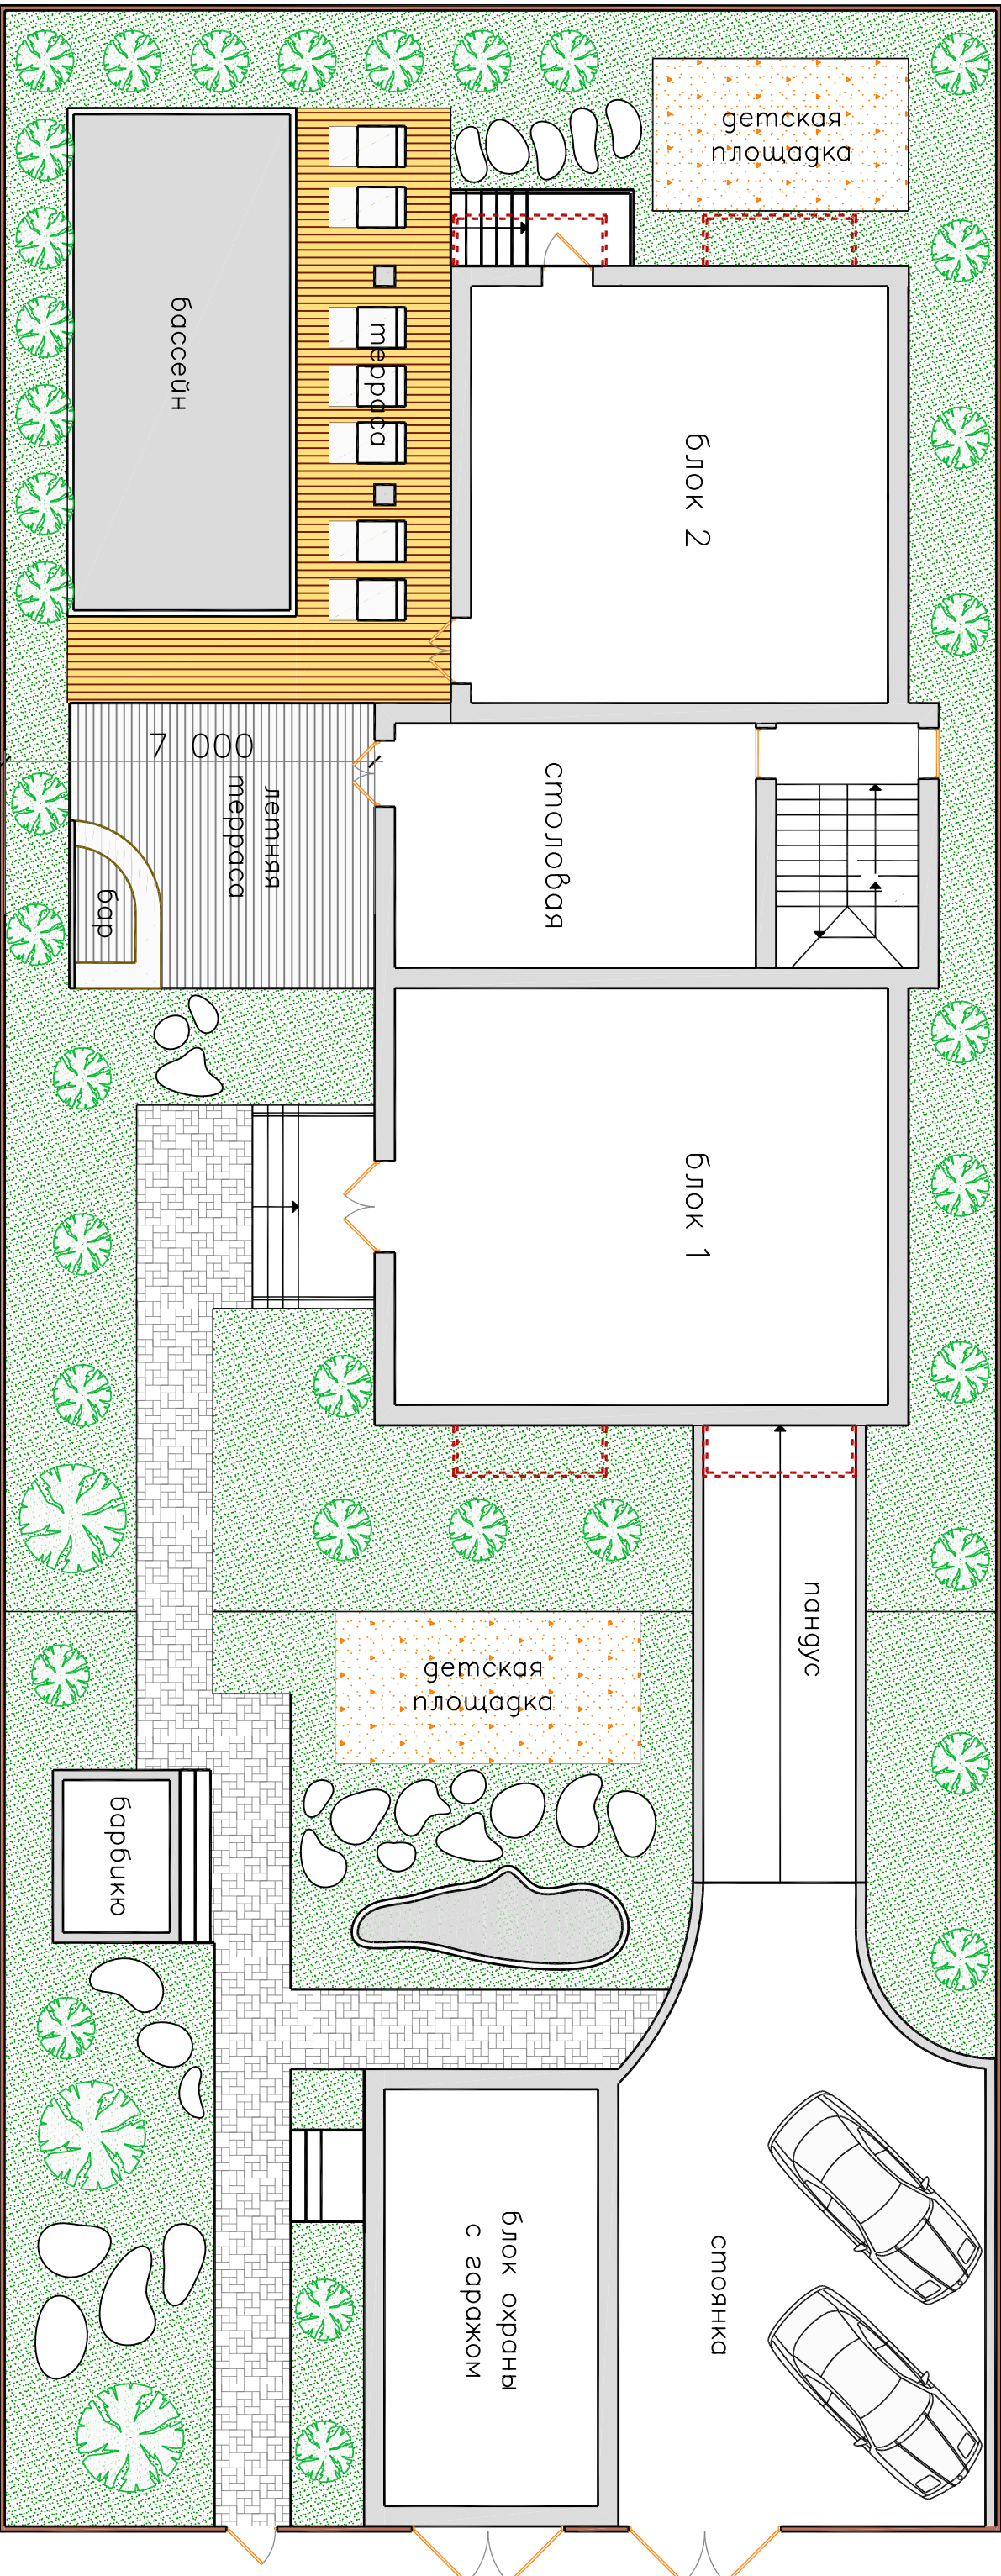 детская
площадка
бассейн
терраса
блок 2
7 000
летняя
терраса
столовая
бар
блок 1
пандус
детская
площадка
барбикю
блок охраны
с гаражом
стоянка